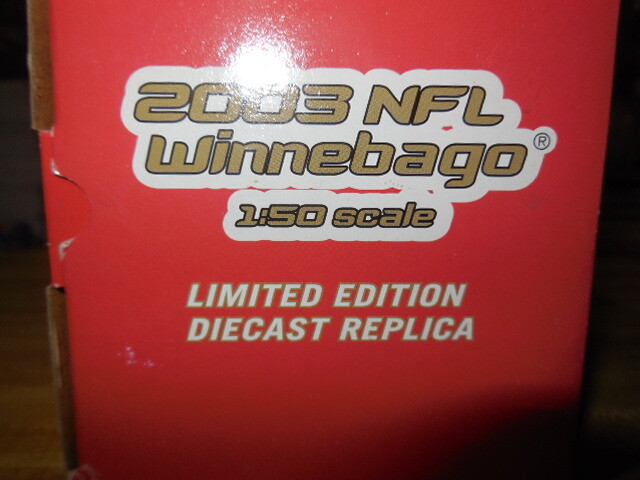 2003 NFL
Winnebago®
1:50 scale
LIMITED EDITION
DIECAST REPLICA